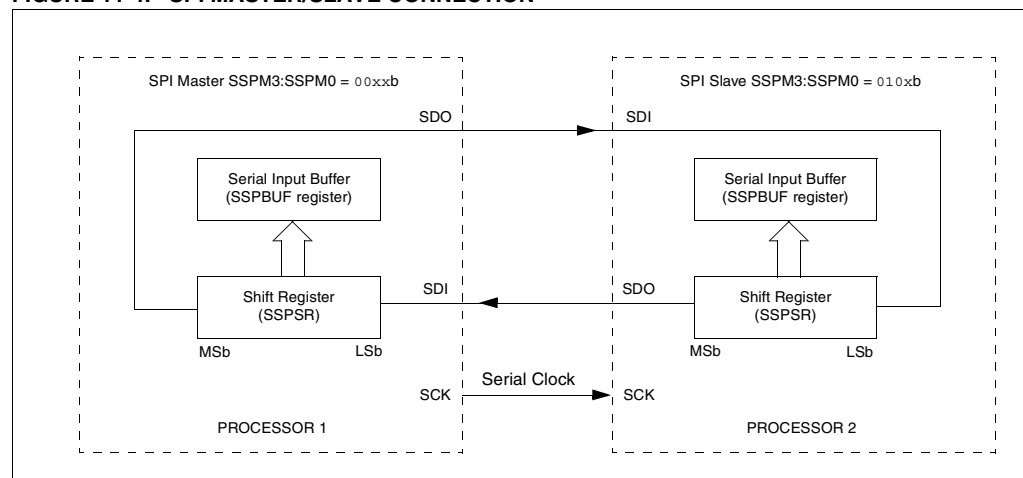 SPI Master SSPM3:SSPM0 = 00xxb
SPI Slave SSPM3:SSPM0 = 010xb
SDO
SDI
Serial Input Buffer
(SSPBUF register)
Serial Input Buffer
(SSPBUF register)
Shift Register
(SSPSR)
MSb
LSb
SDI
SDO
Shift Register
(SSPSR)
MSb
LSb
Serial Clock
SCK
SCK
PROCESSOR 1
PROCESSOR 2